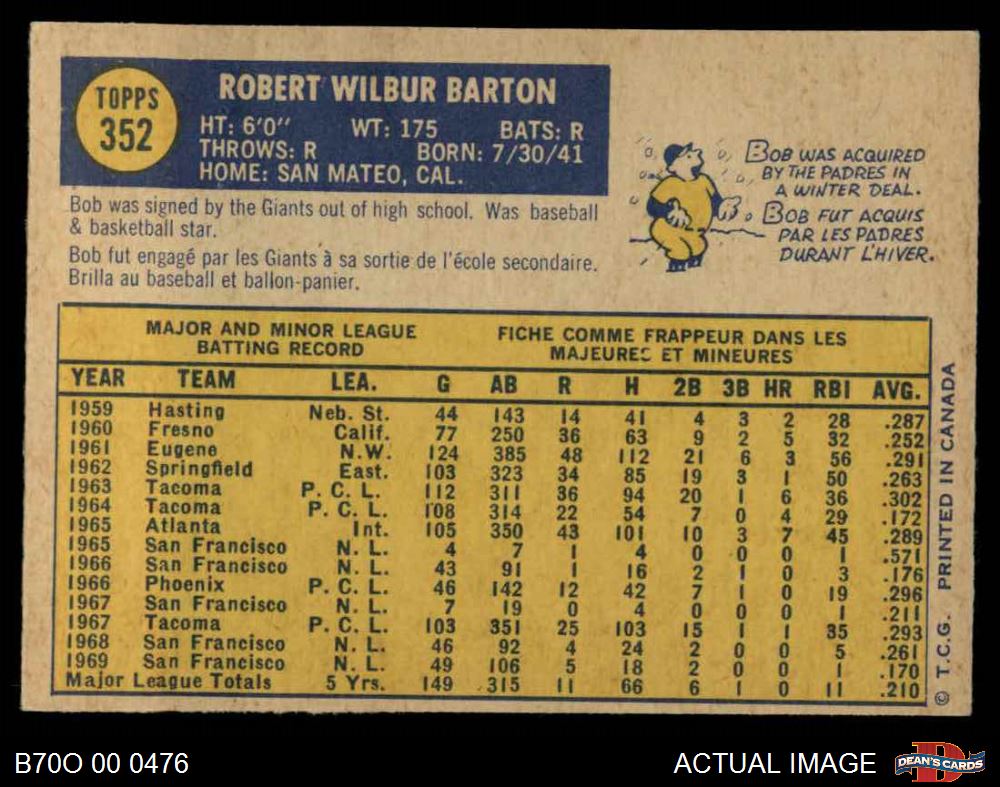 TOPPS
352
ROBERT WILBUR BARTON
HT: 6'0" WT: 175 BATS: R
THROWS: R BORN: 7/30/41
HOME: SAN MATEO, CAL.
Bob was signed by the Giants out of high school. Was baseball
& basketball star.
Bob fut engagé par les Giants à sa sortie de l'école secondaire.
Brilla au baseball et ballon-panier.
BOB WAS ACQUIRED
BY THE PADRES IN
A WINTER DEAL.
BOB FUT ACQUIS
PAR LES PADRES
DURANT L'HIVER.
MAJOR AND MINOR LEAGUE
BATTING RECORD
FICHE COMME FRAPPEUR DANS LES
MAJEURES ET MINEURES
YEAR TEAM LEA. G AB R H 2B 3B HR RBI AVG.
1959 Hasting Neb. St. 44 143 14 41 4 3 2 28 .287
1960 Fresno Calif. 77 250 36 63 9 2 5 32 .252
1961 Eugene N.W. 124 385 48 112 21 6 3 56 .291
1962 Springfield East. 103 323 34 85 19 3 1 50 .263
1963 Tacoma P. C. L. 112 311 36 94 20 1 6 36 .302
1964 Tacoma P. C. L. 108 314 22 54 7 0 4 29 .172
1965 Atlanta Int. 105 350 43 101 10 3 7 45 .289
1965 San Francisco N. L. 4 7 1 4 0 0 0 1 .571
1966 San Francisco N. L. 43 91 1 16 2 1 0 3 .176
1966 Phoenix P. C. L. 46 142 12 42 7 1 0 19 .296
1967 San Francisco N. L. 7 19 0 4 0 0 0 1 .211
1967 Tacoma P. C. L. 103 351 25 103 15 1 1 35 .293
1968 San Francisco N. L. 46 92 4 24 2 0 0 5 .261
1969 San Francisco N. L. 49 106 5 18 2 0 0 1 .170
Major League Totals 5 Yrs. 149 315 11 66 6 1 0 11 .210
© T.C.G. PRINTED IN CANADA
B70O 00 0476
ACTUAL IMAGE
DEAN'S CARDS